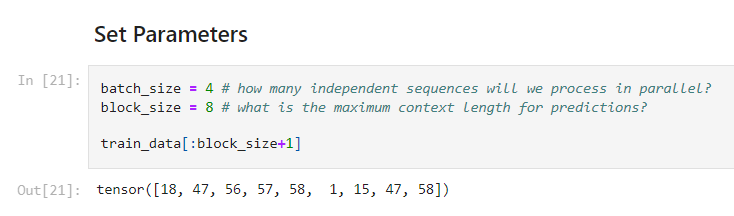 Set Parameters
In [21]:
batch_size = 4 # how many independent sequences will we process in parallel?
block_size = 8 # what is the maximum context length for predictions?
train_data[:block_size+1]
Out[21]: tensor([18, 47, 56, 57, 58,  1, 15, 47, 58])